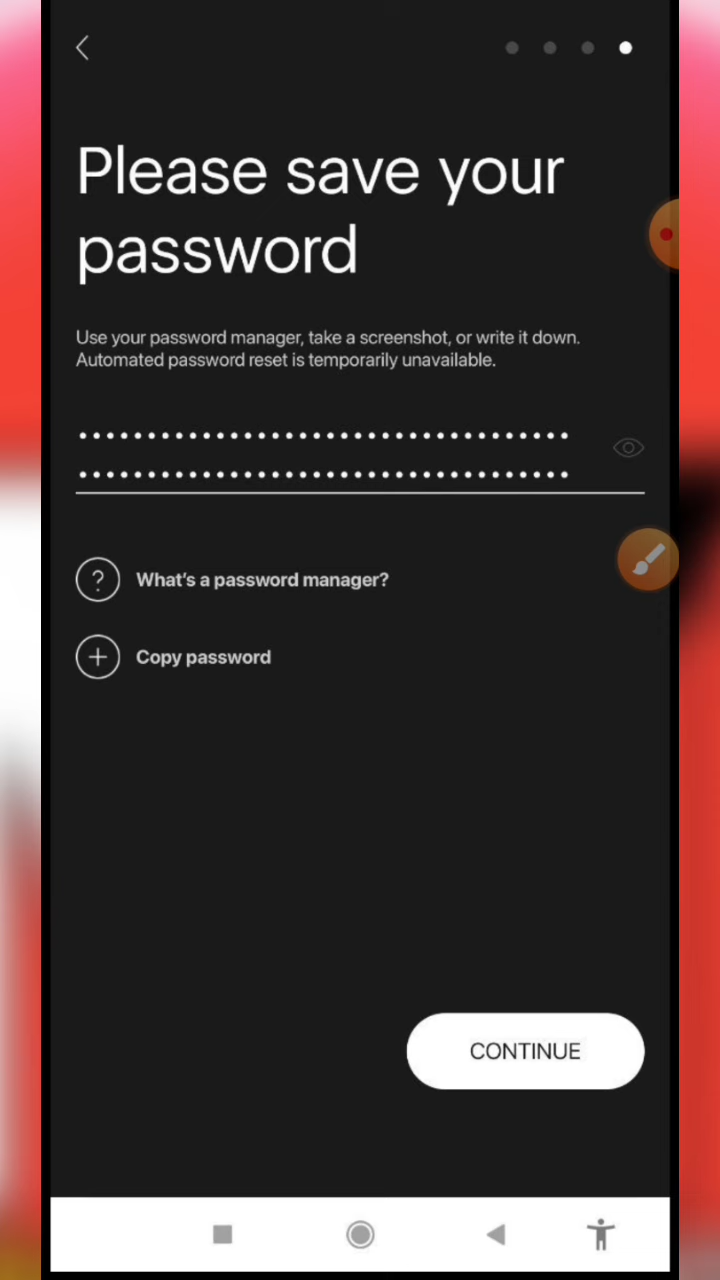 Please save your
password
Use your password manager, take a screenshot, or write it down.
Automated password reset is temporarily unavailable.
What's a password manager?
Copy password
CONTINUE